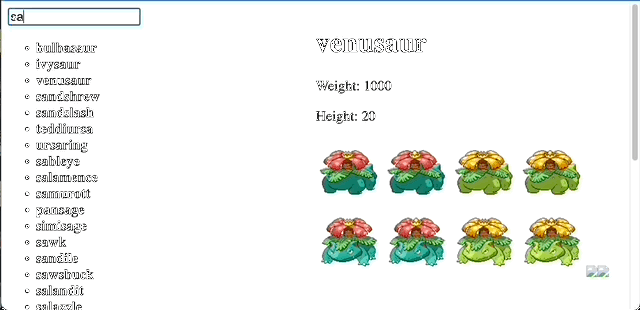 sa
bulbasaur
ivysaur
venusaur
sandshrew
sandslash
teddiursa
ursaring
sableye
salamence
samurott
pansage
simisage
sawk
sandile
sawsbuck
salandit
salazzle
venusaur
Weight: 1000
Height: 20